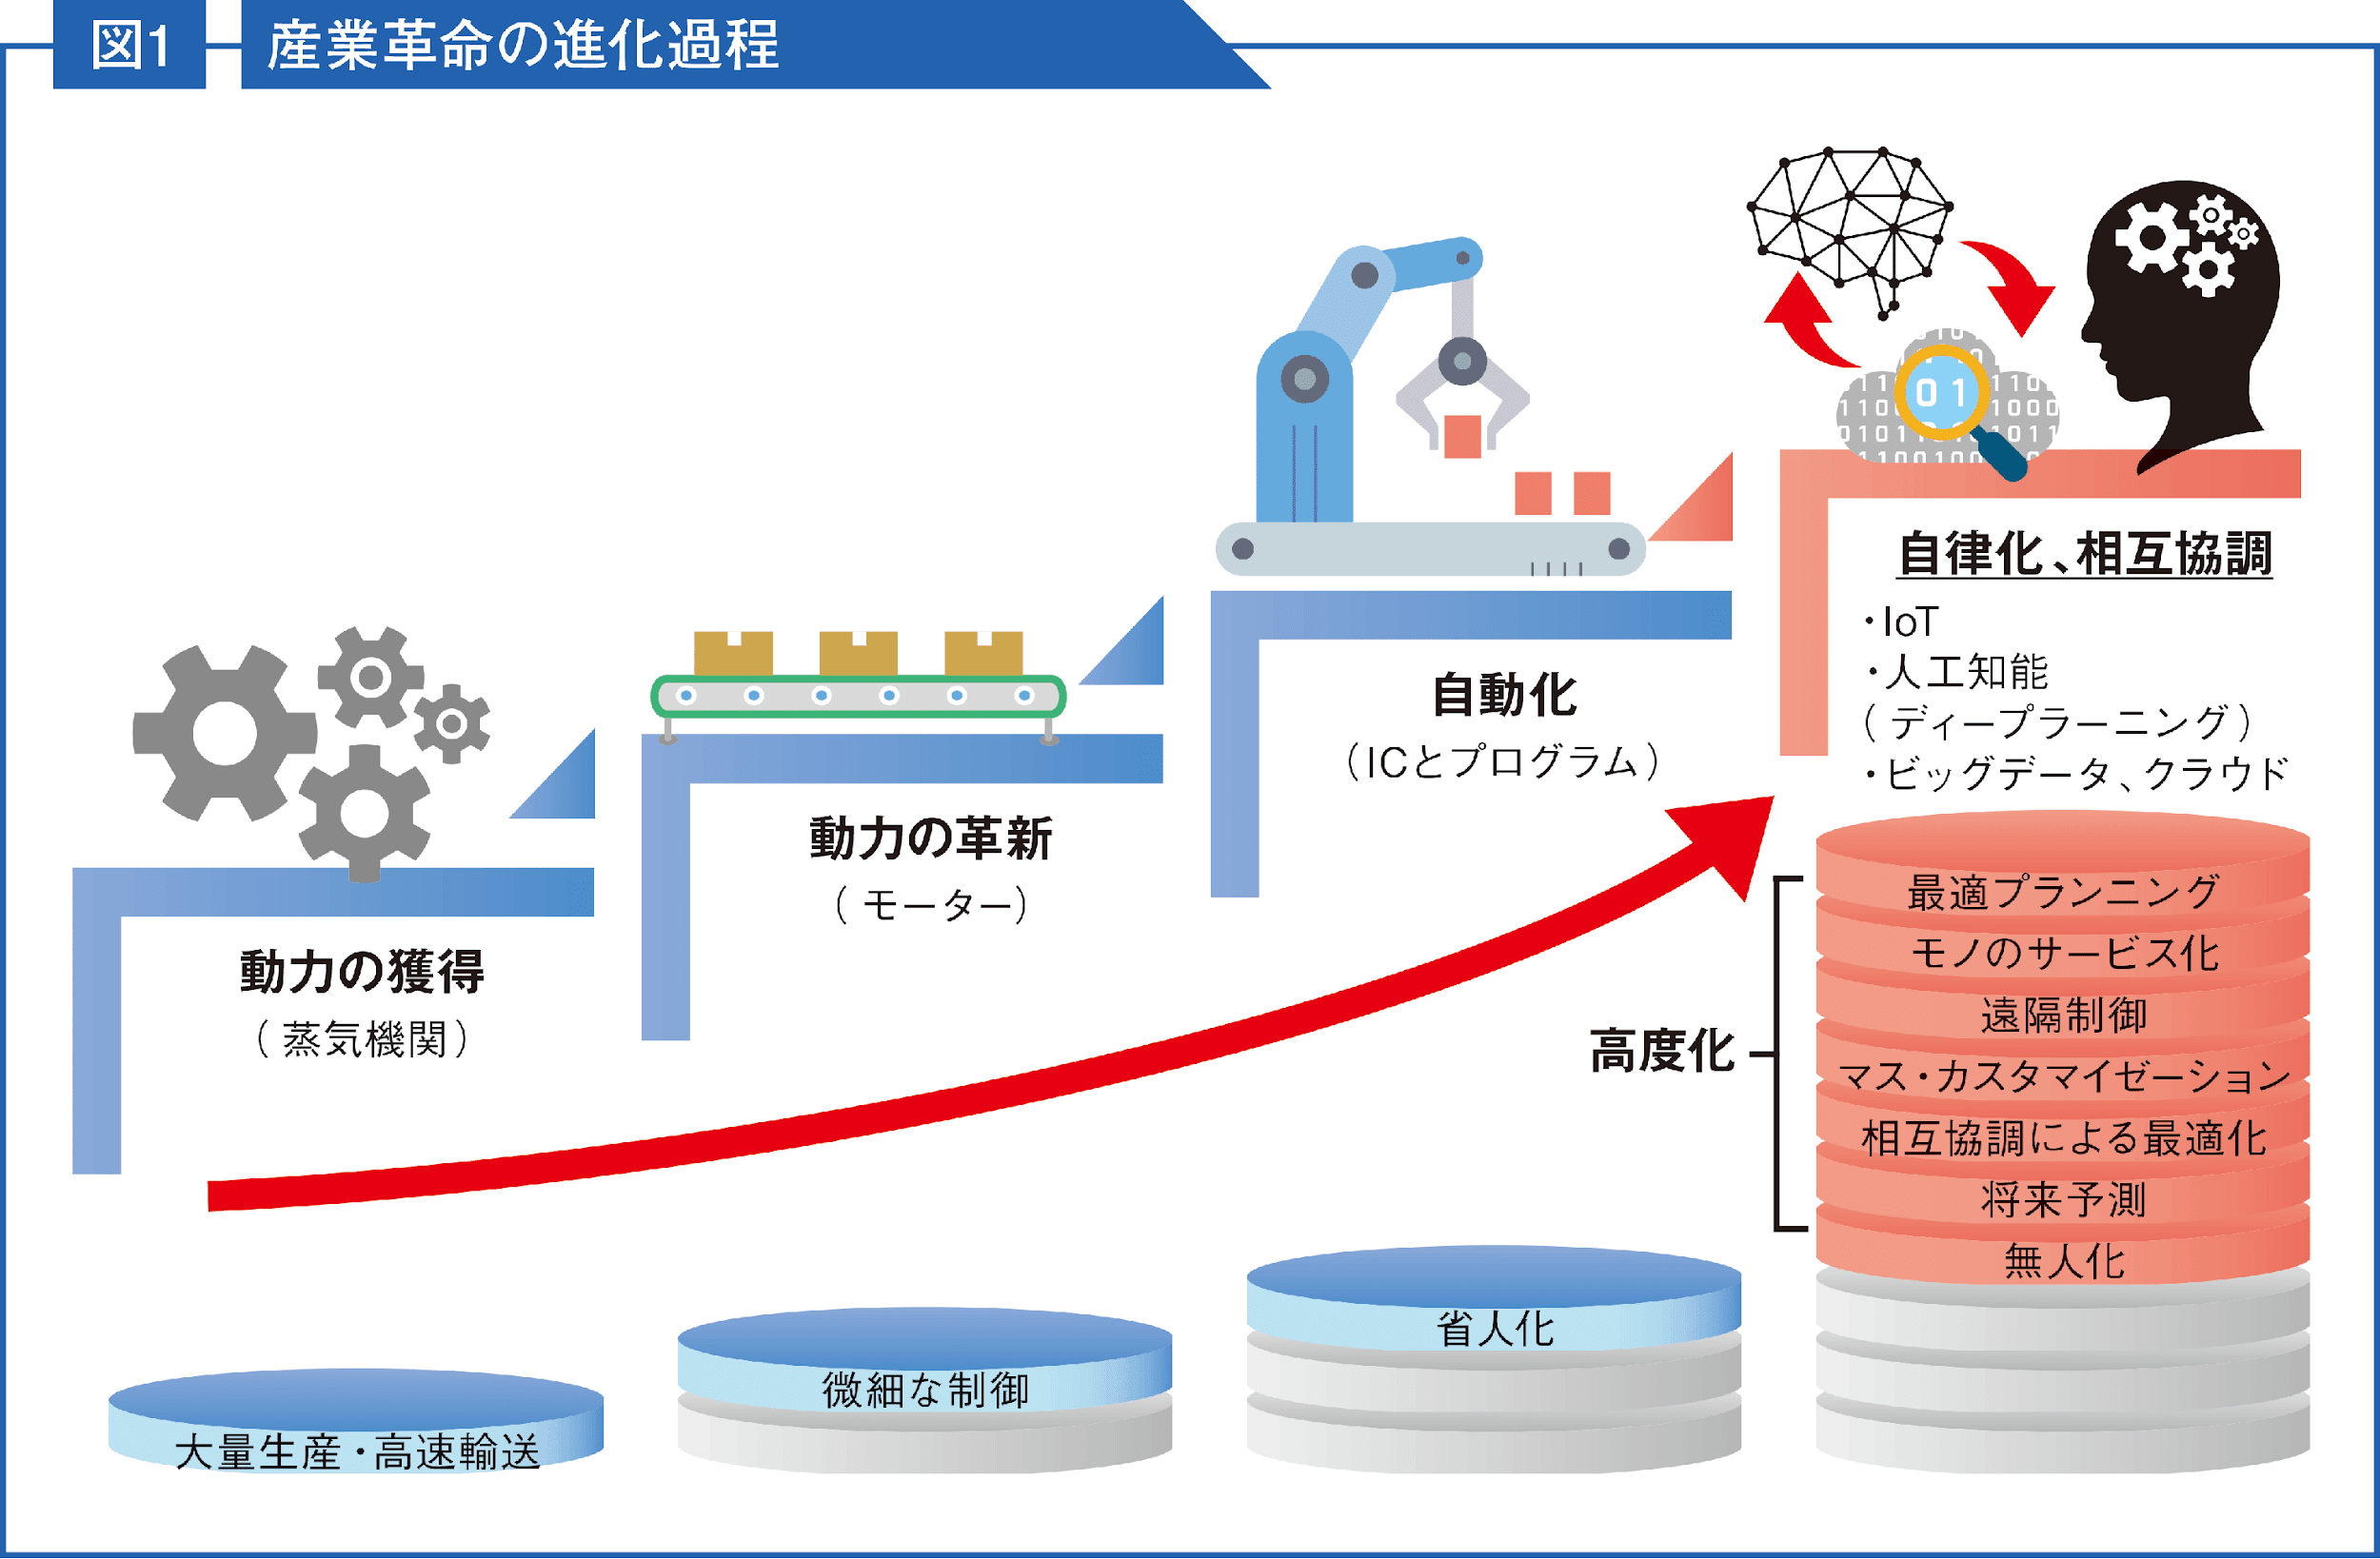 図1 産業革命の進化過程
動力の獲得
（蒸気機関）
動力の革新
（モーター）
自動化
（ICとプログラム）
自律化、相互協調
・IoT
・人工知能
（ディープラーニング）
・ビッグデータ、クラウド
高度化
最適プランニング
モノのサービス化
遠隔制御
マス・カスタマイゼーション
相互協調による最適化
将来予測
無人化
省人化
微細な制御
大量生産・高速輸送
01